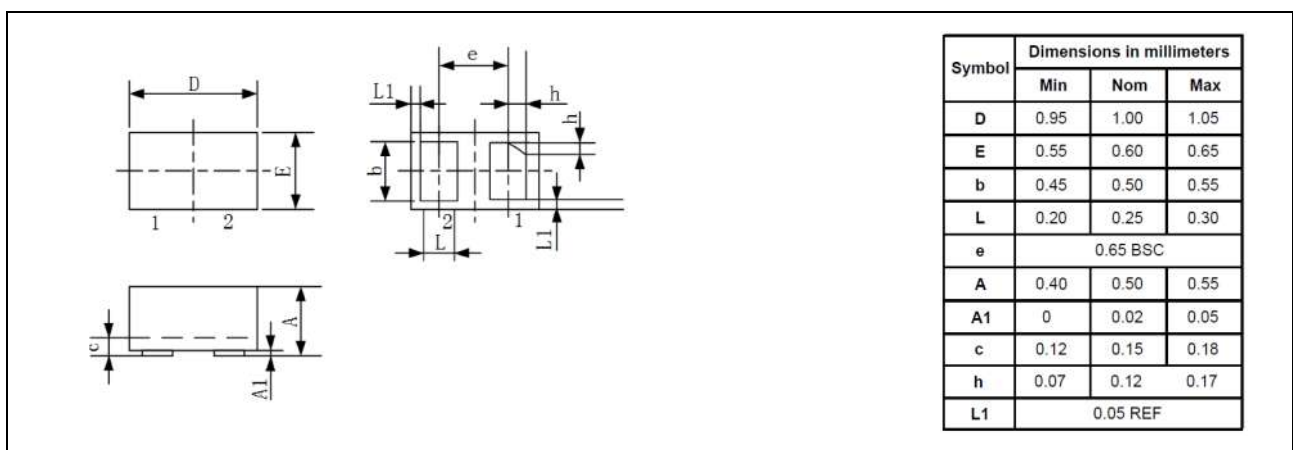 D
E
1 2
e
L1
h
h
b
2 1
L
L1
A
c
A1
Symbol Dimensions in millimeters
Min Nom Max
D 0.95 1.00 1.05
E 0.55 0.60 0.65
b 0.45 0.50 0.55
L 0.20 0.25 0.30
e 0.65 BSC
A 0.40 0.50 0.55
A1 0 0.02 0.05
c 0.12 0.15 0.18
h 0.07 0.12 0.17
L1 0.05 REF